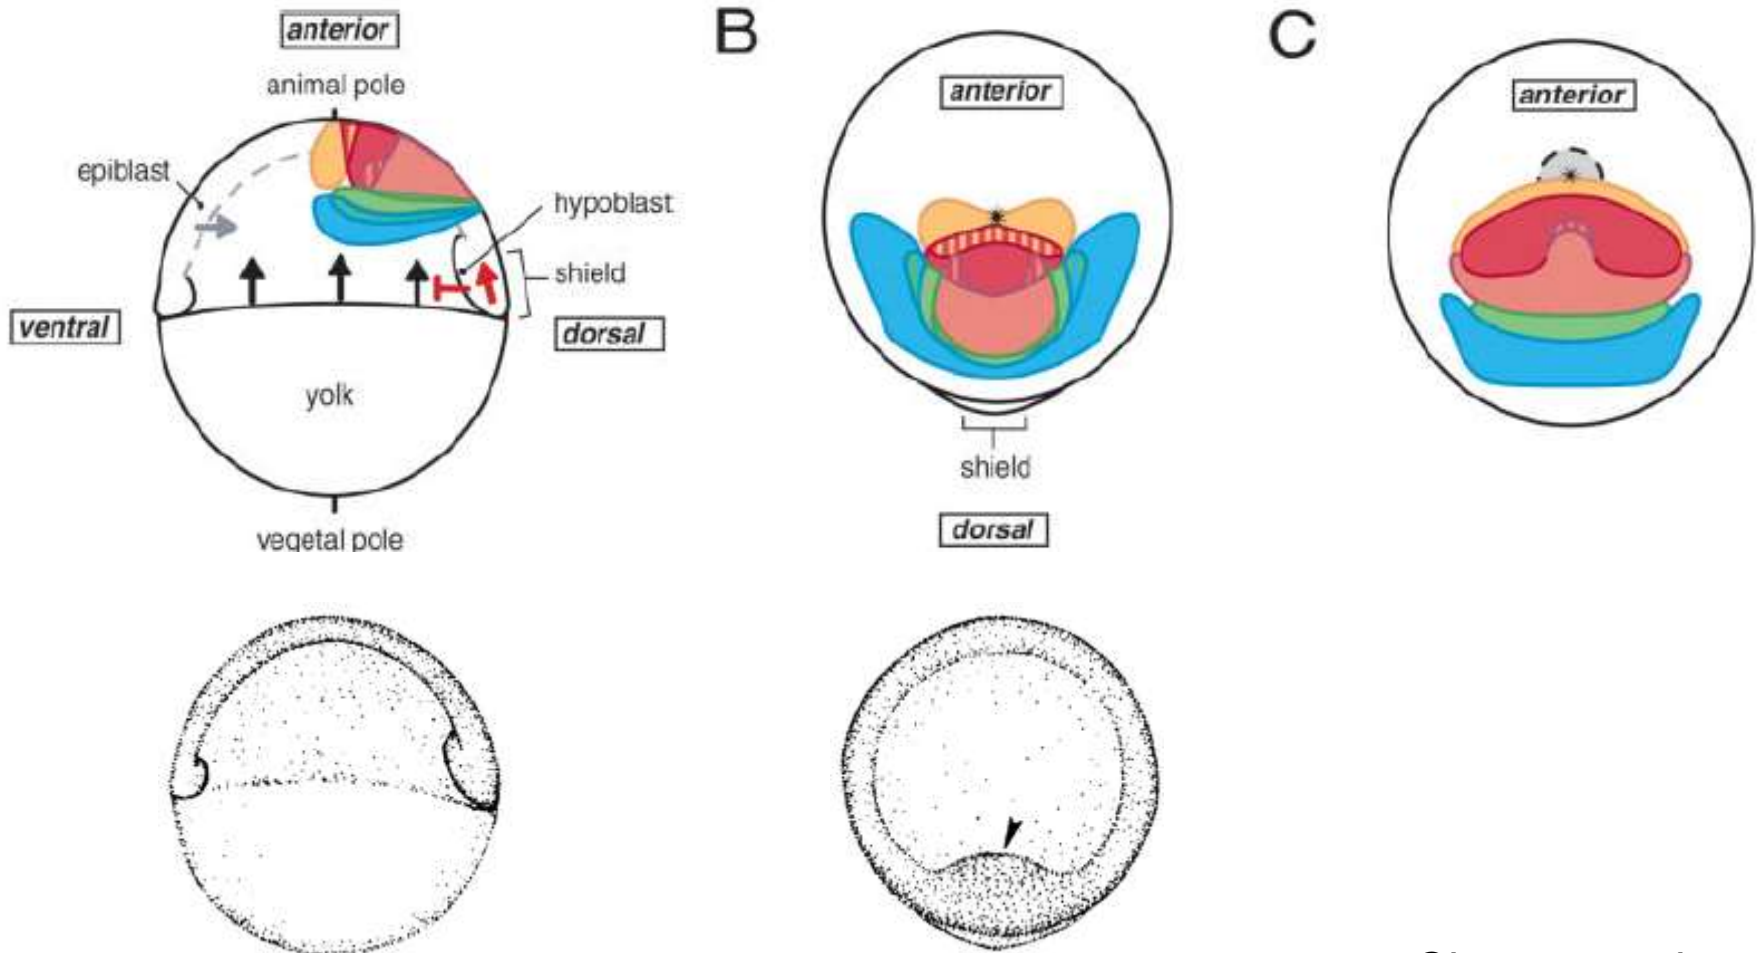 anterior
animal pole
epiblast
hypoblast
shield
ventral
dorsal
yolk
vegetal pole
B
anterior
shield
dorsal
C
anterior